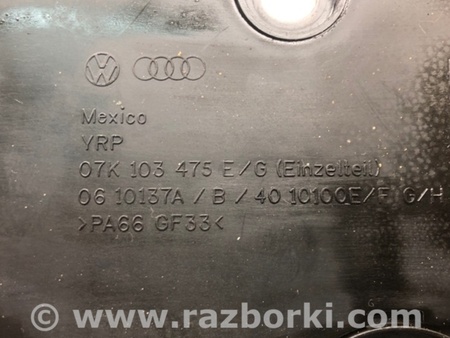 Mexico
YRP
07K 103 475 E/G (Einzelteil)
06 10137A / B / 40 10100E/F G/H
>PA66 GF33<
© www.razborki.com